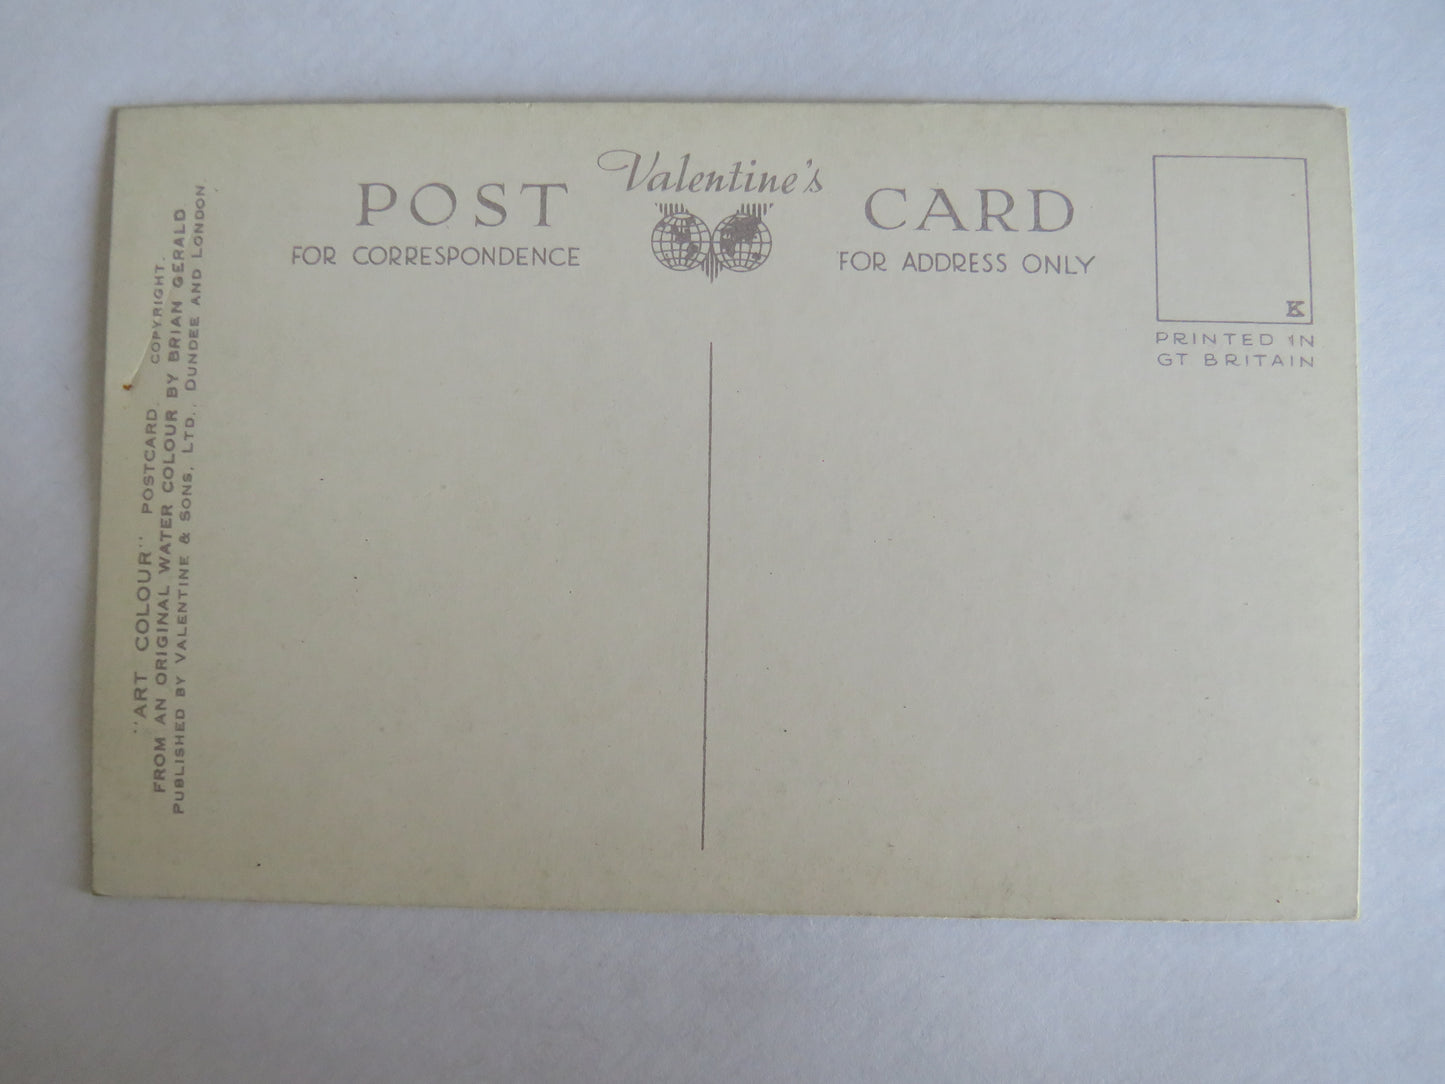 Valentine's
POST CARD
FOR CORRESPONDENCE
FOR ADDRESS ONLY
PRINTED IN
GT BRITAIN
"ART COLOUR" POSTCARD. COPYRIGHT.
FROM AN ORIGINAL WATER COLOUR BY BRIAN GERALD.
PUBLISHED BY VALENTINE & SONS, LTD., DUNDEE AND LONDON.